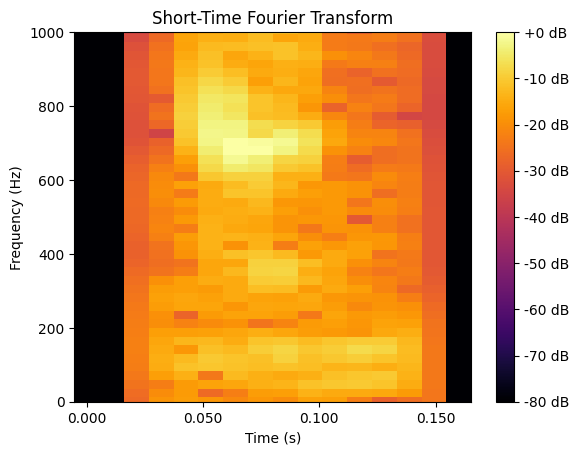 Short-Time Fourier Transform
1000
800
600
400
200
0
Frequency (Hz)
0.000
0.050
0.100
0.150
Time (s)
+0 dB
-10 dB
-20 dB
-30 dB
-40 dB
-50 dB
-60 dB
-70 dB
-80 dB